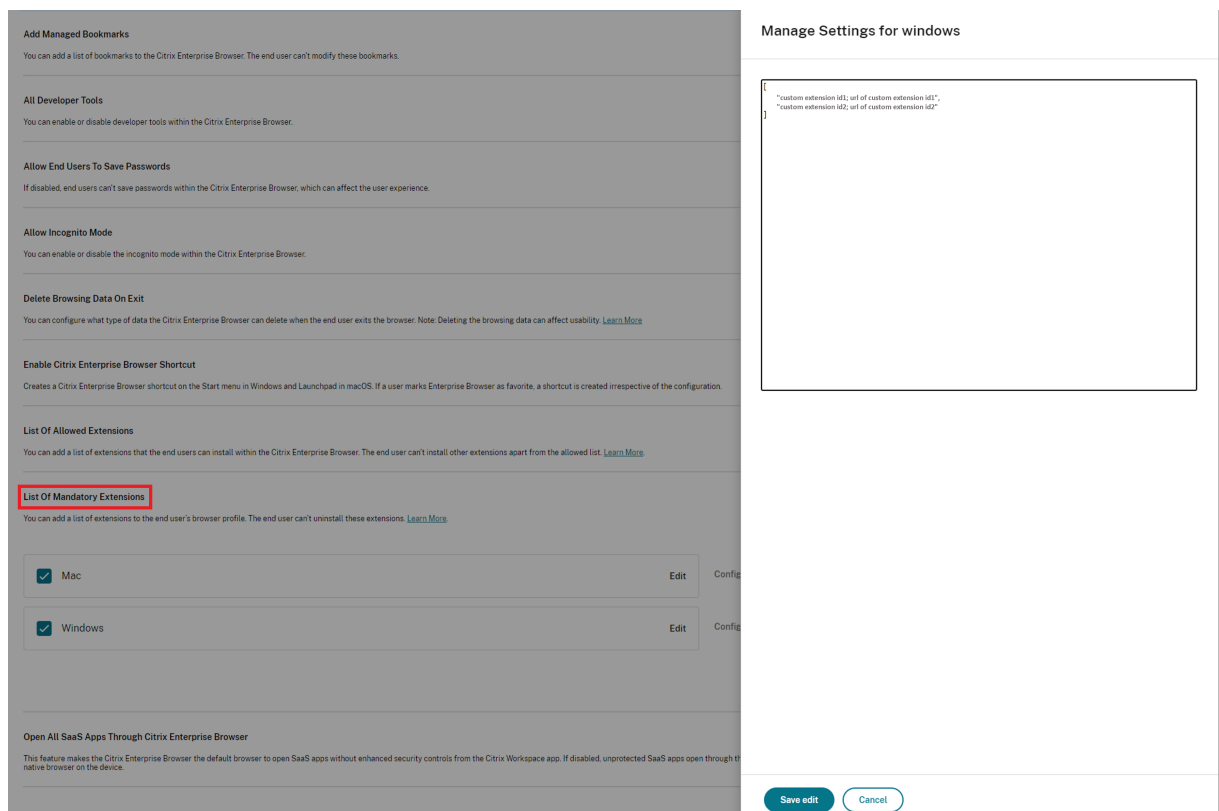 Add Managed Bookmarks
You can add a list of bookmarks to the Citrix Enterprise Browser. The end user can't modify these bookmarks.
All Developer Tools
You can enable or disable developer tools within the Citrix Enterprise Browser.
Allow End Users To Save Passwords
If disabled, end users can't save passwords within the Citrix Enterprise Browser, which can affect the user experience.
Allow Incognito Mode
You can enable or disable the incognito mode within the Citrix Enterprise Browser.
Delete Browsing Data On Exit
You can configure what type of data the Citrix Enterprise Browser can delete when the end user exits the browser. Note: Deleting the browsing data can affect usability. Learn More
Enable Citrix Enterprise Browser Shortcut
Creates a Citrix Enterprise Browser shortcut on the Start menu in Windows and Launchpad in macOS. If a user marks Enterprise Browser as favorite, a shortcut is created irrespective of the configuration.
List Of Allowed Extensions
You can add a list of extensions that the end users can install within the Citrix Enterprise Browser. The end user can't install other extensions apart from the allowed list. Learn More.
List Of Mandatory Extensions
You can add a list of extensions to the end user's browser profile. The end user can't uninstall these extensions. Learn More.
Mac
Edit
Config
Windows
Edit
Config
Open All SaaS Apps Through Citrix Enterprise Browser
This feature makes the Citrix Enterprise Browser the default browser to open SaaS apps without enhanced security controls from the Citrix Workspace app. If disabled, unprotected SaaS apps open through th
native browser on the device.
Manage Settings for windows
[
"custom extension id1; url of custom extension id1",
"custom extension id2; url of custom extension id2"
]
Save edit
Cancel